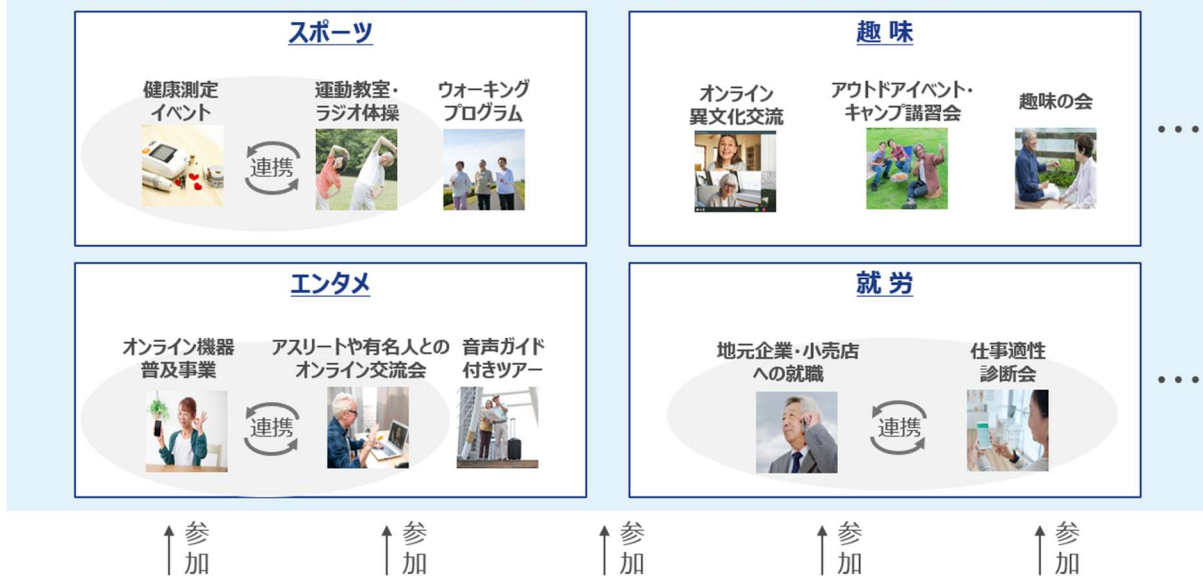 スポーツ
健康測定
イベント
連携
運動教室・
ラジオ体操
ウォーキング
プログラム
趣 味
オンライン
異文化交流
アウトドアイベント・
キャンプ講習会
趣味の会
•••
エンタメ
オンライン機器
普及事業
連携
アスリートや有名人との
オンライン交流会
音声ガイド
付きツアー
就 労
地元企業・小売店
への就職
連携
仕事適性
診断会
•••
参加
参加
参加
参加
参加